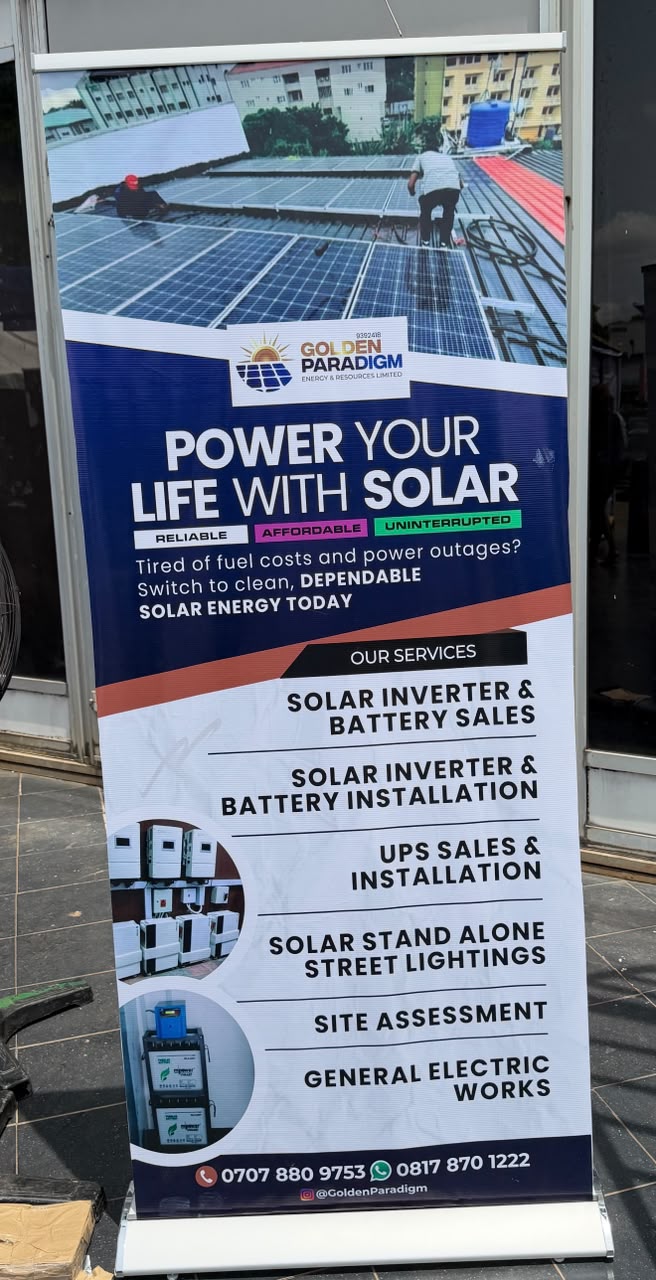 9392418
GOLDEN
PARADIGM
ENERGY & RESOURCES LIMITED
POWER YOUR
LIFE WITH SOLAR
RELIABLE AFFORDABLE UNINTERRUPTED
Tired of fuel costs and power outages?
Switch to clean, DEPENDABLE
SOLAR ENERGY TODAY
OUR SERVICES
SOLAR INVERTER &
BATTERY SALES
SOLAR INVERTER &
BATTERY INSTALLATION
UPS SALES &
INSTALLATION
SOLAR STAND ALONE
STREET LIGHTINGS
SITE ASSESSMENT
GENERAL ELECTRIC
WORKS
0707 880 9753 0817 870 1222
@GoldenParadigm